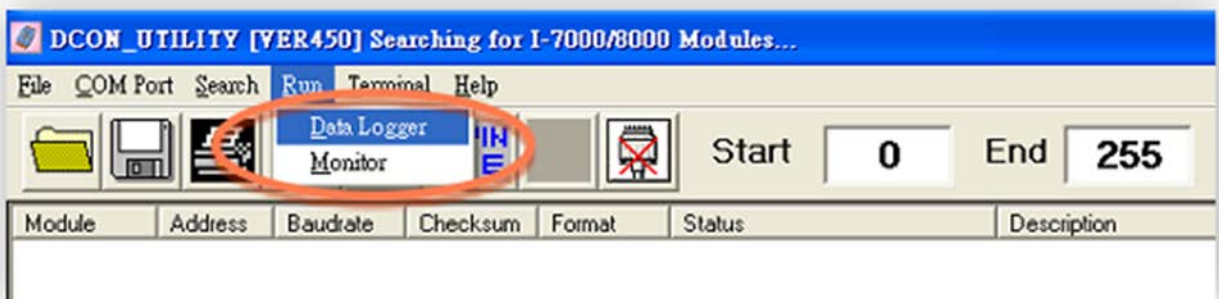 DCON_UTILITY [VER450] Searching for I-7000/8000 Modules...
File COM Port Search Run Terminal Help
Data Logger
Monitor
Start 0 End 255
Module Address Baudrate Checksum Format Status Description